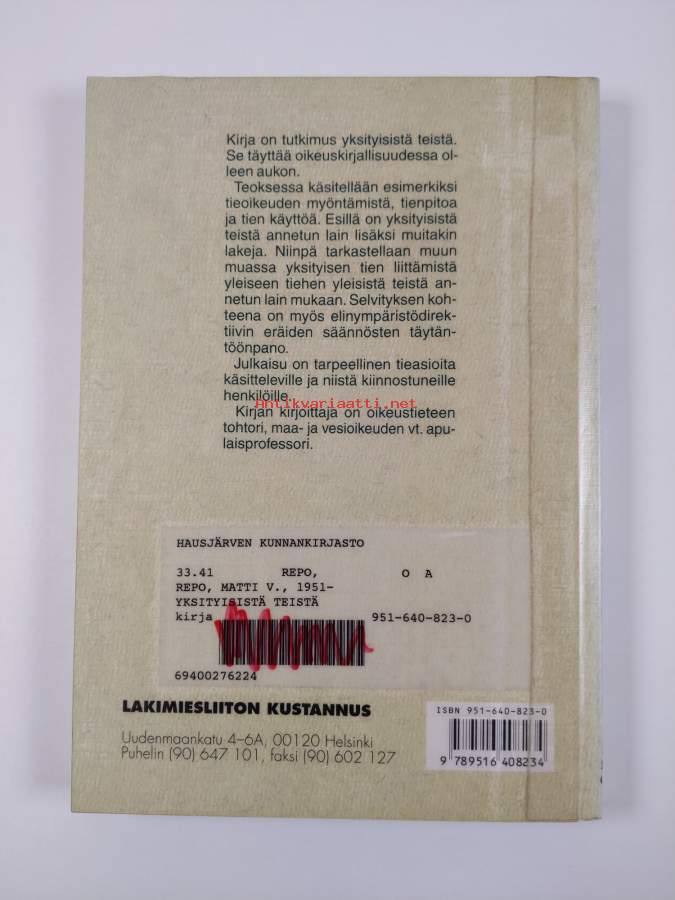 Kirja on tutkimus yksityisistä teistä.
Se täyttää oikeuskirjallisuudessa ol-
leen aukon.
Teoksessa käsitellään esimerkiksi
tieoikeuden myöntämistä, tienpitoa
ja tien käyttöä. Esillä on yksityisistä
teistä annetun lain lisäksi muitakin
lakeja. Niinpä tarkastellaan muun
muassa yksityisen tien liittämistä
yleiseen tiehen yleisistä teistä an-
netun lain mukaan. Selvityksen koh-
teena on myös elinympäristödirek-
tiivin eräiden säännösten täytän-
töönpano.
Julkaisu on tarpeellinen tieasioita
käsitteleville ja niistä kiinnostuneille
henkilöille.
Antikvariaatti.net
Kirjan kirjoittaja on oikeustieteen
tohtori, maa- ja vesioikeuden vt. apu-
laisprofessori.
HAUSJÄRVEN KUNNANKIRJASTO
33.41 REPO, O A
REPO, MATTI V., 1951-
YKSITYISISTÄ TEISTÄ
kirja 951-640-823-0
69400276224
LAKIMIESLIITON KUSTANNUS
Uudenmaankatu 4–6A, 00120 Helsinki
Puhelin (90) 647 101, faksi (90) 602 127
ISBN 951-640-823-0
9 789516 408234